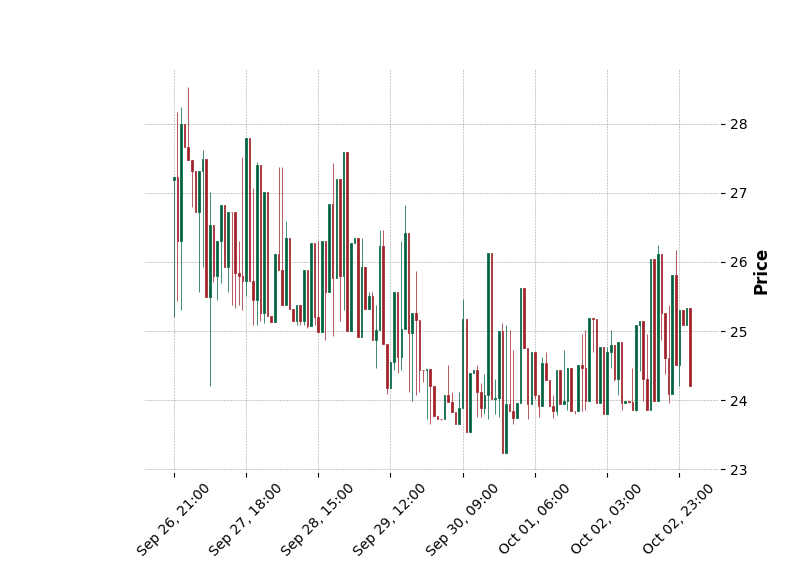 28
27
26
25
24
23
Price
Sep 26, 21:00
Sep 27, 18:00
Sep 28, 15:00
Sep 29, 12:00
Sep 30, 09:00
Oct 01, 06:00
Oct 02, 03:00
Oct 02, 23:00